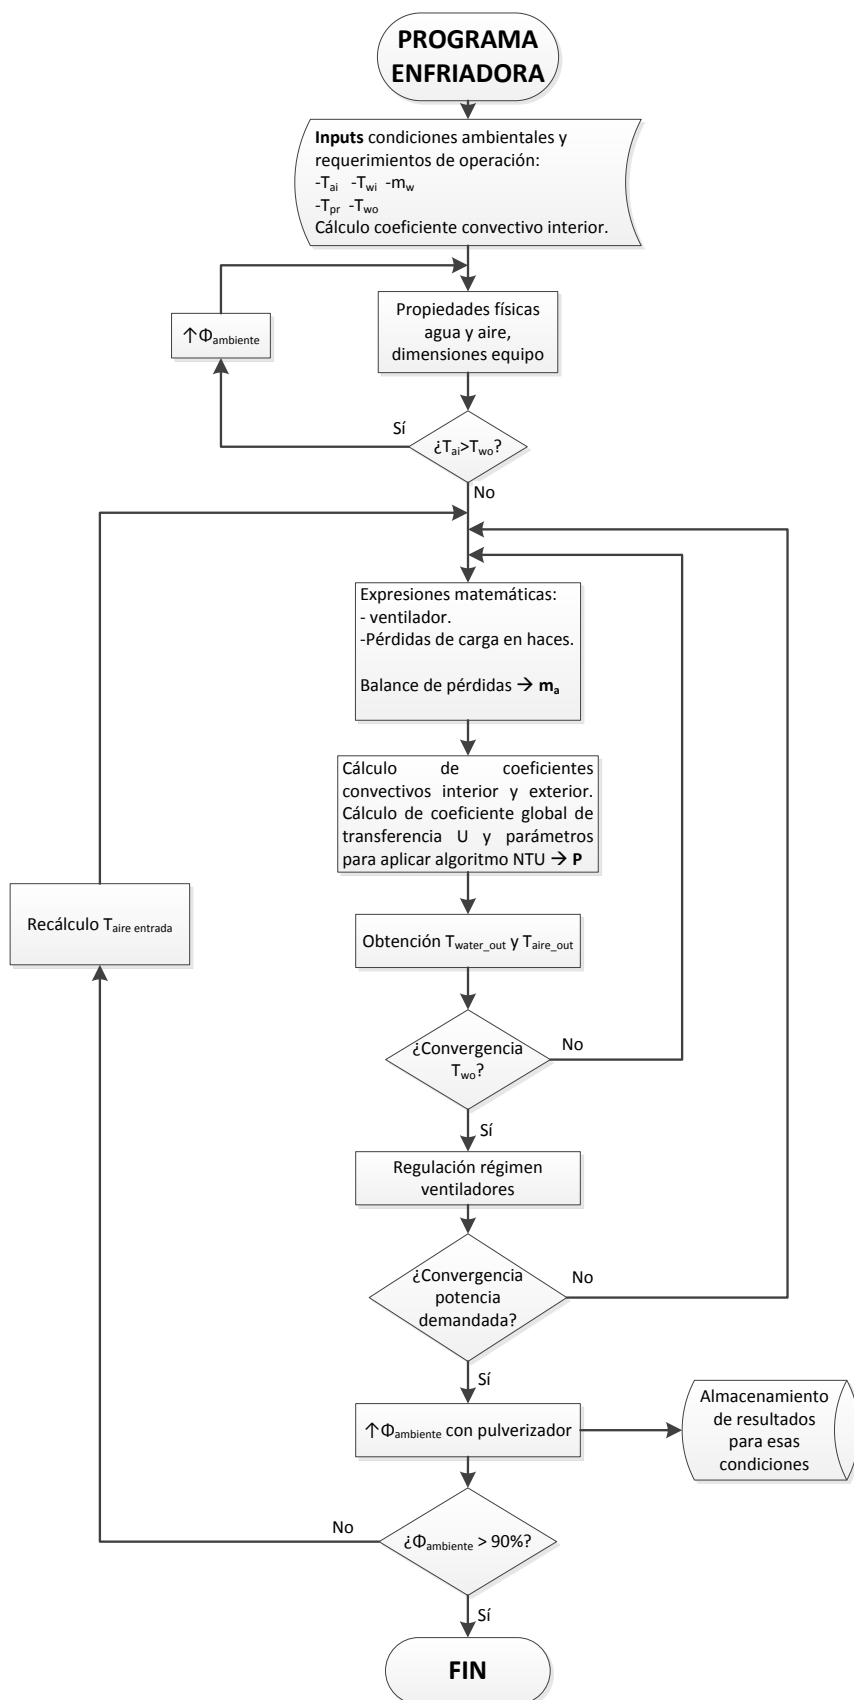 PROGRAMA
ENFRIADORA
Inputs condiciones ambientales y
requerimientos de operación:
-Tai -Twi -mw
-Tpr -Two
Cálculo coeficiente convectivo interior.
Propiedades físicas
agua y aire,
dimensiones equipo
↑Φambiente
Sí
¿Tai>Two?
No
Expresiones matemáticas:
- ventilador.
-Pérdidas de carga en haces.
Balance de pérdidas → ma
Cálculo de coeficientes
convectivos interior y exterior.
Cálculo de coeficiente global de
transferencia U y parámetros
para aplicar algoritmo NTU → P
Recálculo Taire entrada
Obtención Twater_out y Taire_out
¿Convergencia
Two?
No
Sí
Regulación régimen
ventiladores
¿Convergencia
potencia
demandada?
No
Sí
↑Φambiente con pulverizador
Almacenamiento
de resultados
para esas
condiciones
No
¿Φambiente > 90%?
Sí
FIN